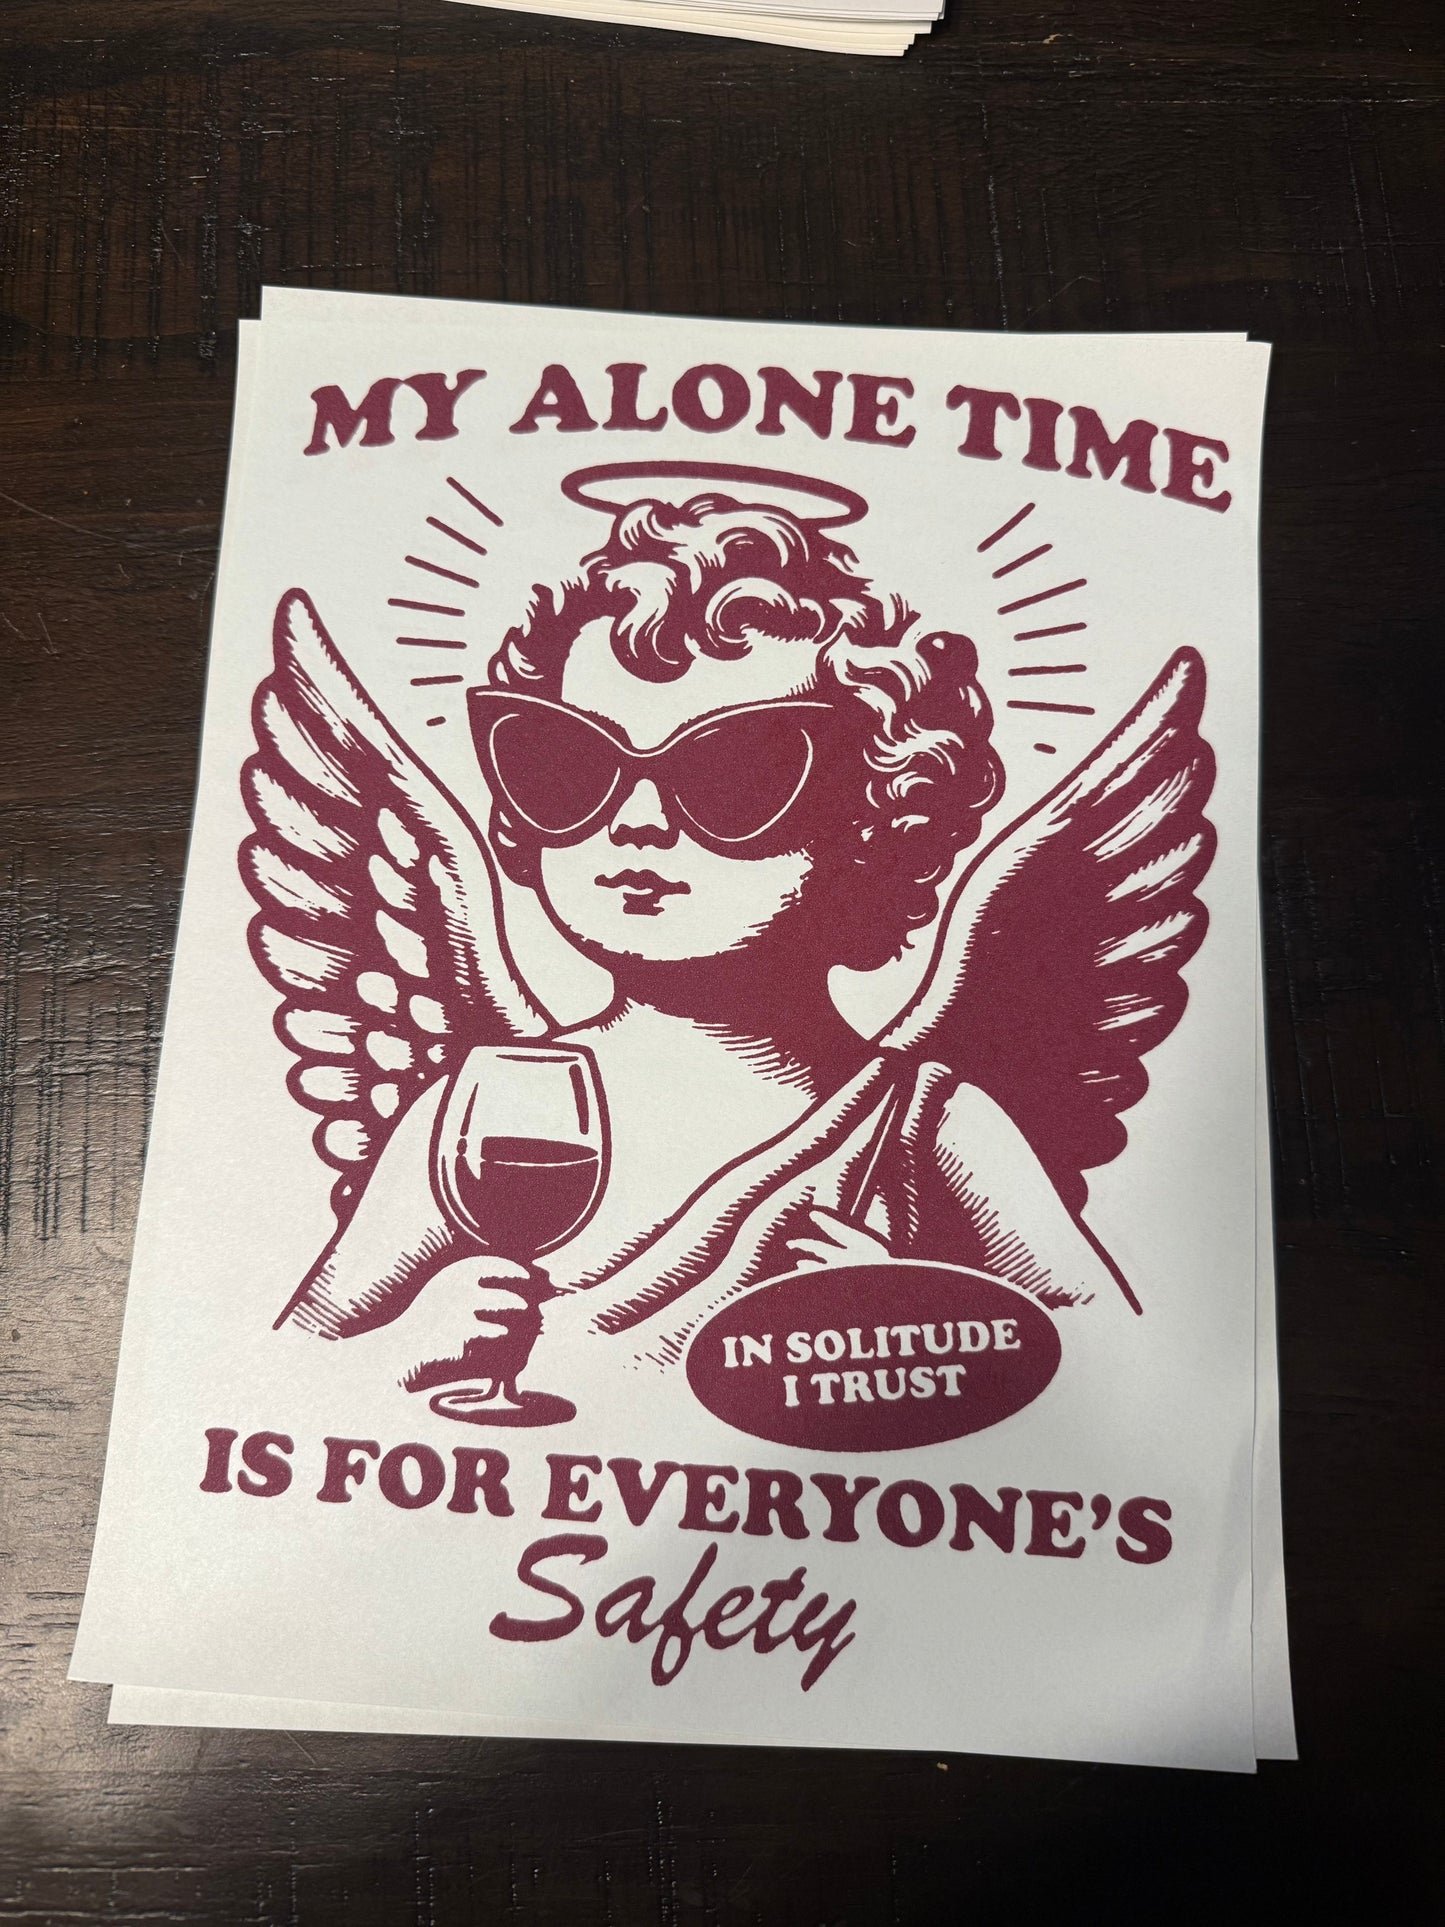 MY ALONE TIME
IN SOLITUDE
I TRUST
IS FOR EVERYONE'S
Safety